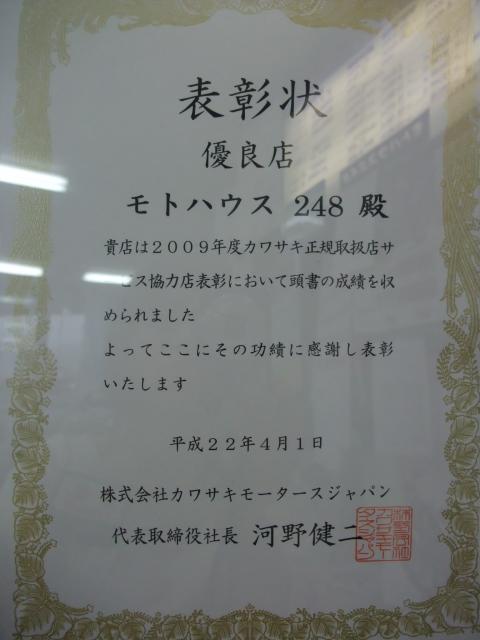 表彰状
優良店
モトハウス 248 殿
貴店は２００９年度カワサキ正規取扱店サ
ービス協力店表彰において頭書の成績を収
められました
よってここにその功績に感謝し表彰
いたします
平成２２年４月１日
株式会社カワサキモータースジャパン
代表取締役社長 河野健二